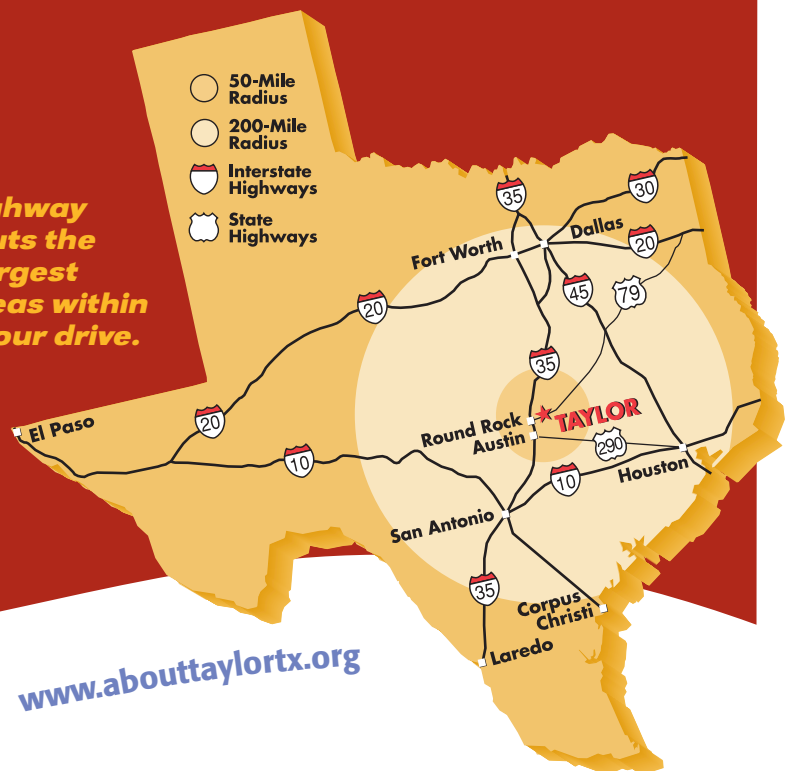 50-Mile
Radius
200-Mile
Radius
Interstate
Highways
State
Highways
ghway
uts the
rgest
eas within
our drive.
35
30
Dallas
Fort Worth
20
45
79
20
35
El Paso
20
TAYLOR
Round Rock
Austin
290
10
Houston
10
San Antonio
35
Corpus
Christi
Laredo
www.abouttaylortx.org